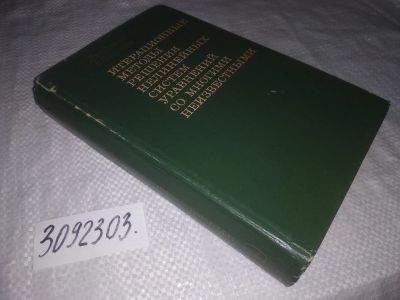 ИТЕРАЦИОННЫЕ
МЕТОДЫ
РЕШЕНИЯ
НЕЛИНЕЙНЫХ
СИСТЕМ
УРАВНЕНИЙ
СО МНОГИМИ
НЕИЗВЕСТНЫМИ
3092303.